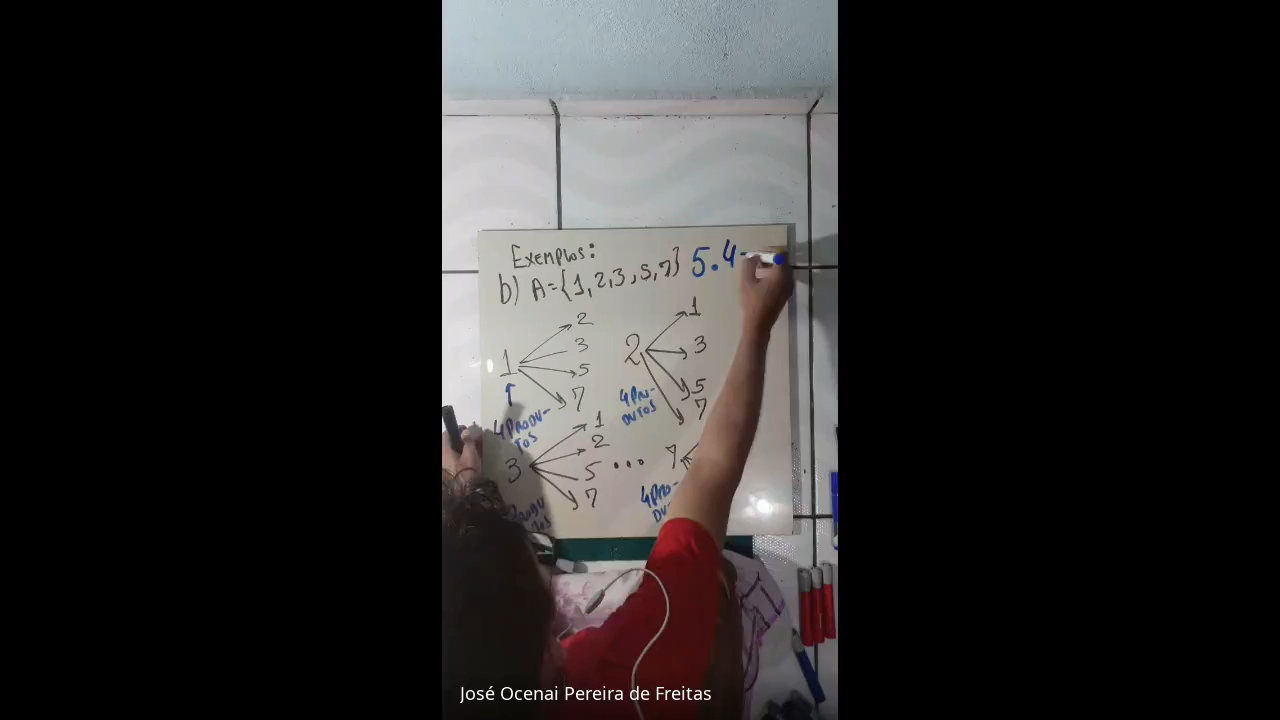 Exemplos:
b) A={1,2,3,5,7} 5.4
1 2 3 5 7
4 PRODU-
TOS
2 1 3 5 7
4 PRO-
DUTOS
3 1 2 5 7
...
7
4 PRO-
DU-
José Ocenai Pereira de Freitas